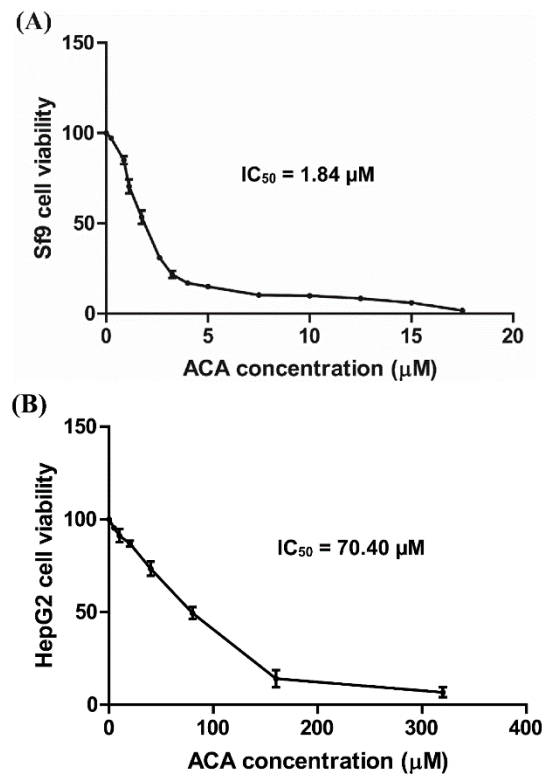 (A)
150
100
50
0
Sf9 cell viability
IC50 = 1.84 μM
0 5 10 15 20
ACA concentration (μM)
(B)
150
100
50
0
HepG2 cell viability
IC50 = 70.40 μM
0 100 200 300 400
ACA concentration (μM)